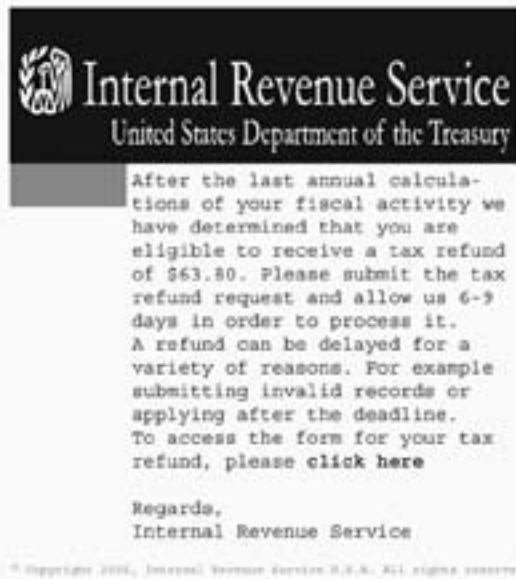 Internal Revenue Service
United States Department of the Treasury
After the last annual calcula-
tions of your fiscal activity we
have determined that you are
eligible to receive a tax refund
of $63.80. Please submit the tax
refund request and allow us 6-9
days in order to process it.
A refund can be delayed for a
variety of reasons. For example
submitting invalid records or
applying after the deadline.
To access the form for your tax
refund, please click here
Regards,
Internal Revenue Service
Copyright Internal Revenue Service U.S.A. All rights reserve